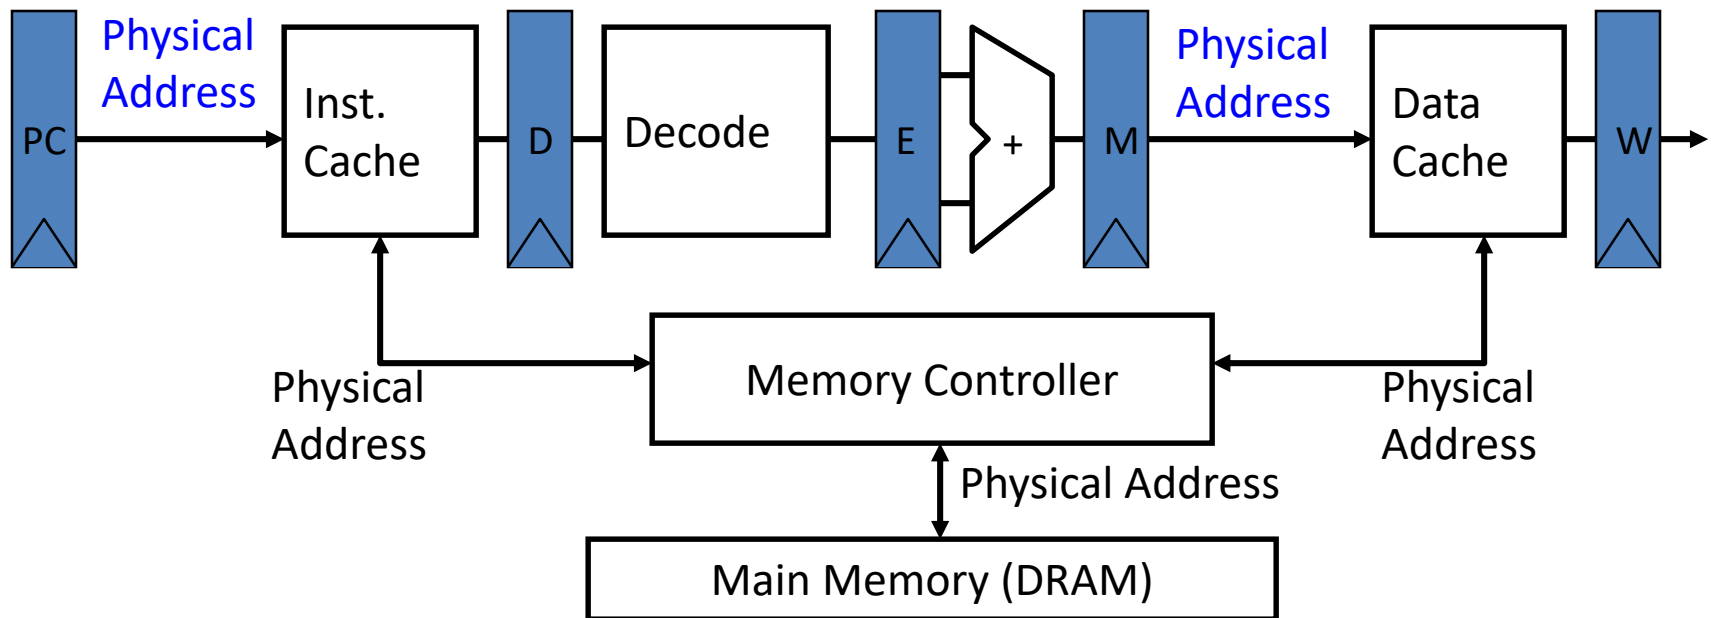 Physical
Address
PC
Inst.
Cache
D
Decode
E
+
M
Physical
Address
Data
Cache
W
Physical
Address
Memory Controller
Physical
Address
Physical Address
Main Memory (DRAM)